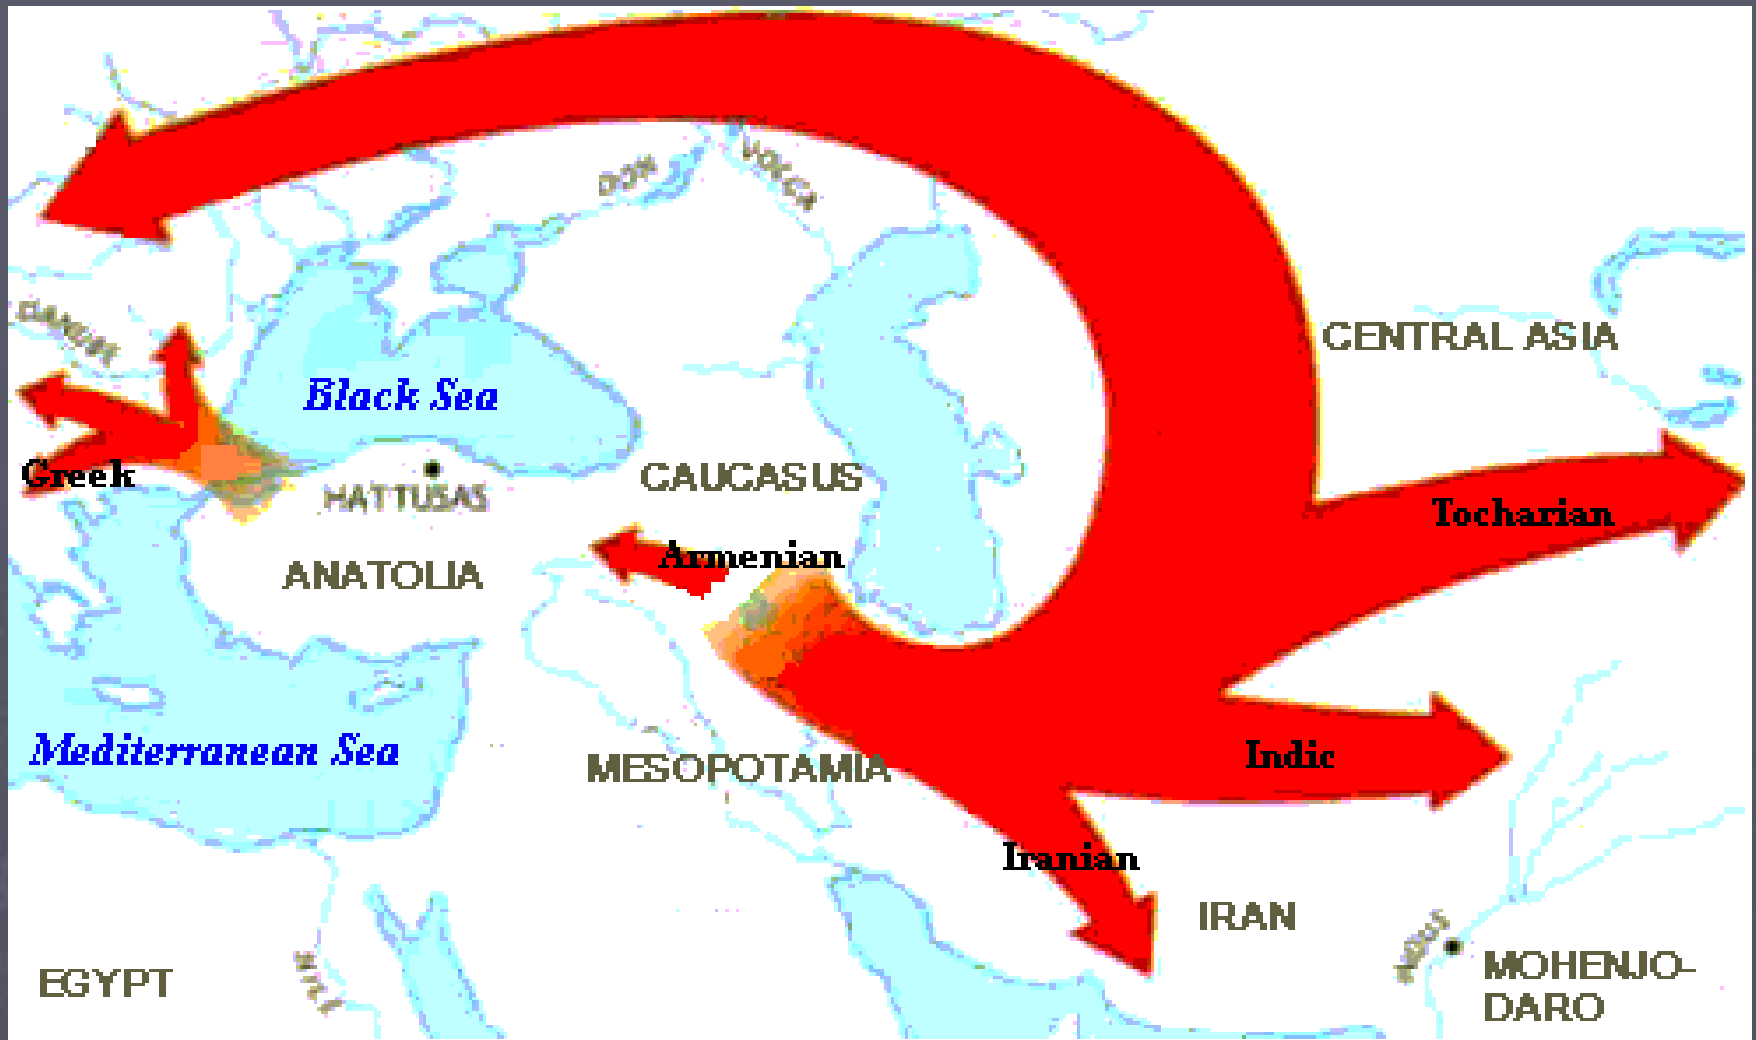 DON
VOLGA
DANUBE
CENTRAL ASIA
Black Sea
Greek
HATTUSAS
CAUCASUS
Tocharian
ANATOLIA
Armenian
Mediterranean Sea
MESOPOTAMIA
Indic
Iranian
IRAN
INDUS
EGYPT
NILE
MOHENJO-
DARO